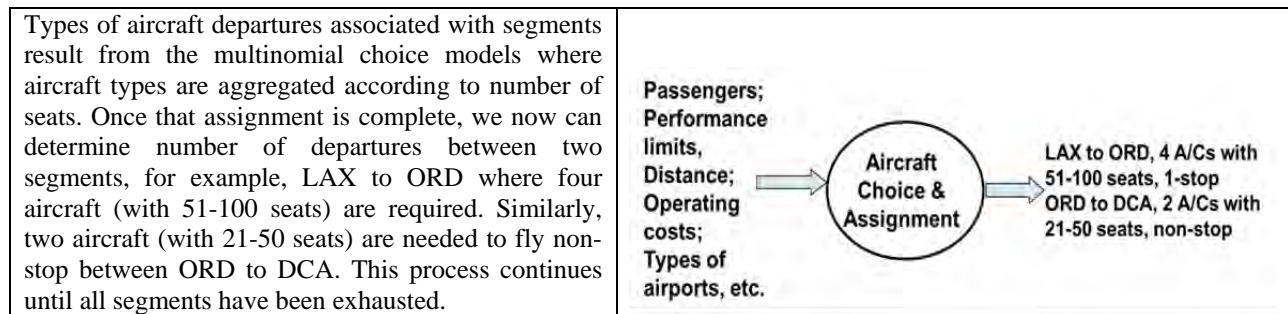 Types of aircraft departures associated with segments
result from the multinomial choice models where
aircraft types are aggregated according to number of
seats. Once that assignment is complete, we now can
determine number of departures between two
segments, for example, LAX to ORD where four
aircraft (with 51-100 seats) are required. Similarly,
two aircraft (with 21-50 seats) are needed to fly non-
stop between ORD to DCA. This process continues
until all segments have been exhausted.
Passengers;
Performance
limits,
Distance;
Operating
costs;
Types of
airports, etc.
Aircraft
Choice &
Assignment
LAX to ORD, 4 A/Cs with
51-100 seats, 1-stop
ORD to DCA, 2 A/Cs with
21-50 seats, non-stop